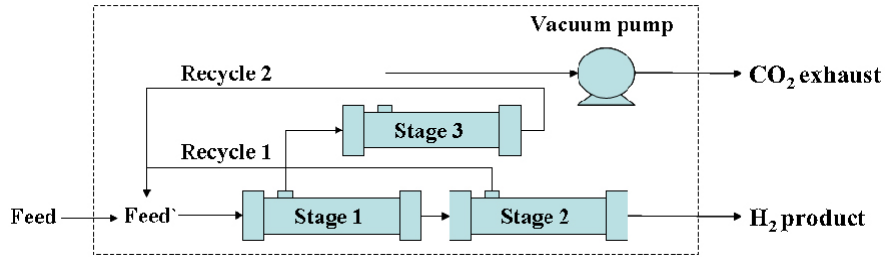 Vacuum pump
Recycle 2
CO₂ exhaust
Stage 3
Recycle 1
Feed
Feed`
Stage 1
Stage 2
H₂ product